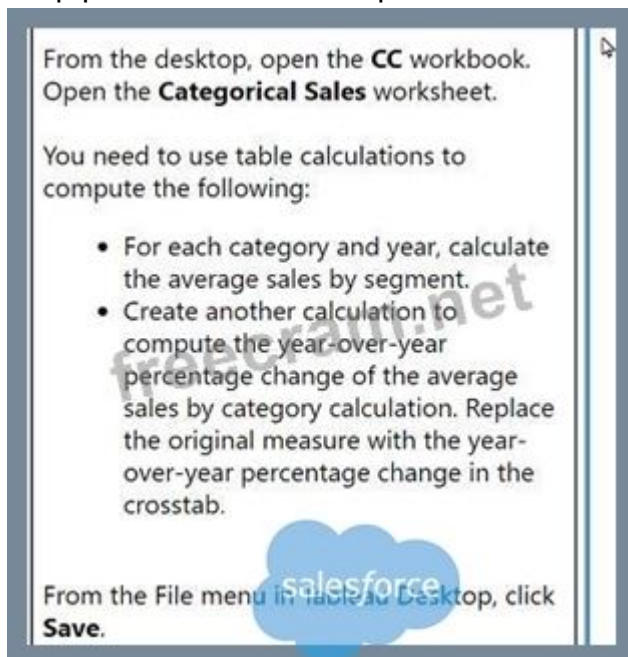 From the desktop, open the CC workbook.
Open the Categorical Sales worksheet.
You need to use table calculations to
compute the following:
• For each category and year, calculate
the average sales by segment.
• Create another calculation to
compute the year-over-year
percentage change of the average
sales by category calculation. Replace
the original measure with the year-
over-year percentage change in the
crosstab.
freecram.net
salesforce
From the File menu in Tableau Desktop, click
Save.